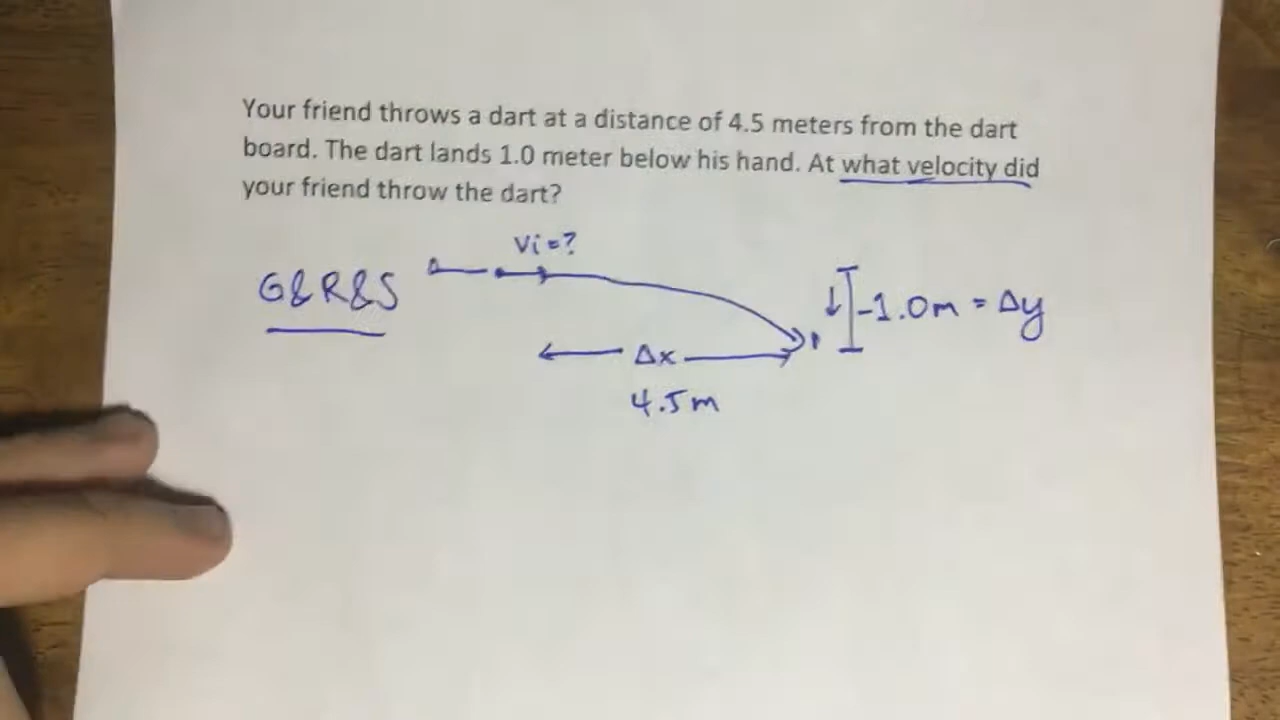 Your friend throws a dart at a distance of 4.5 meters from the dart
board. The dart lands 1.0 meter below his hand. At what velocity did
your friend throw the dart?
Vi=?
G&R&S
-1.0m = Δy
Δx
4.5m